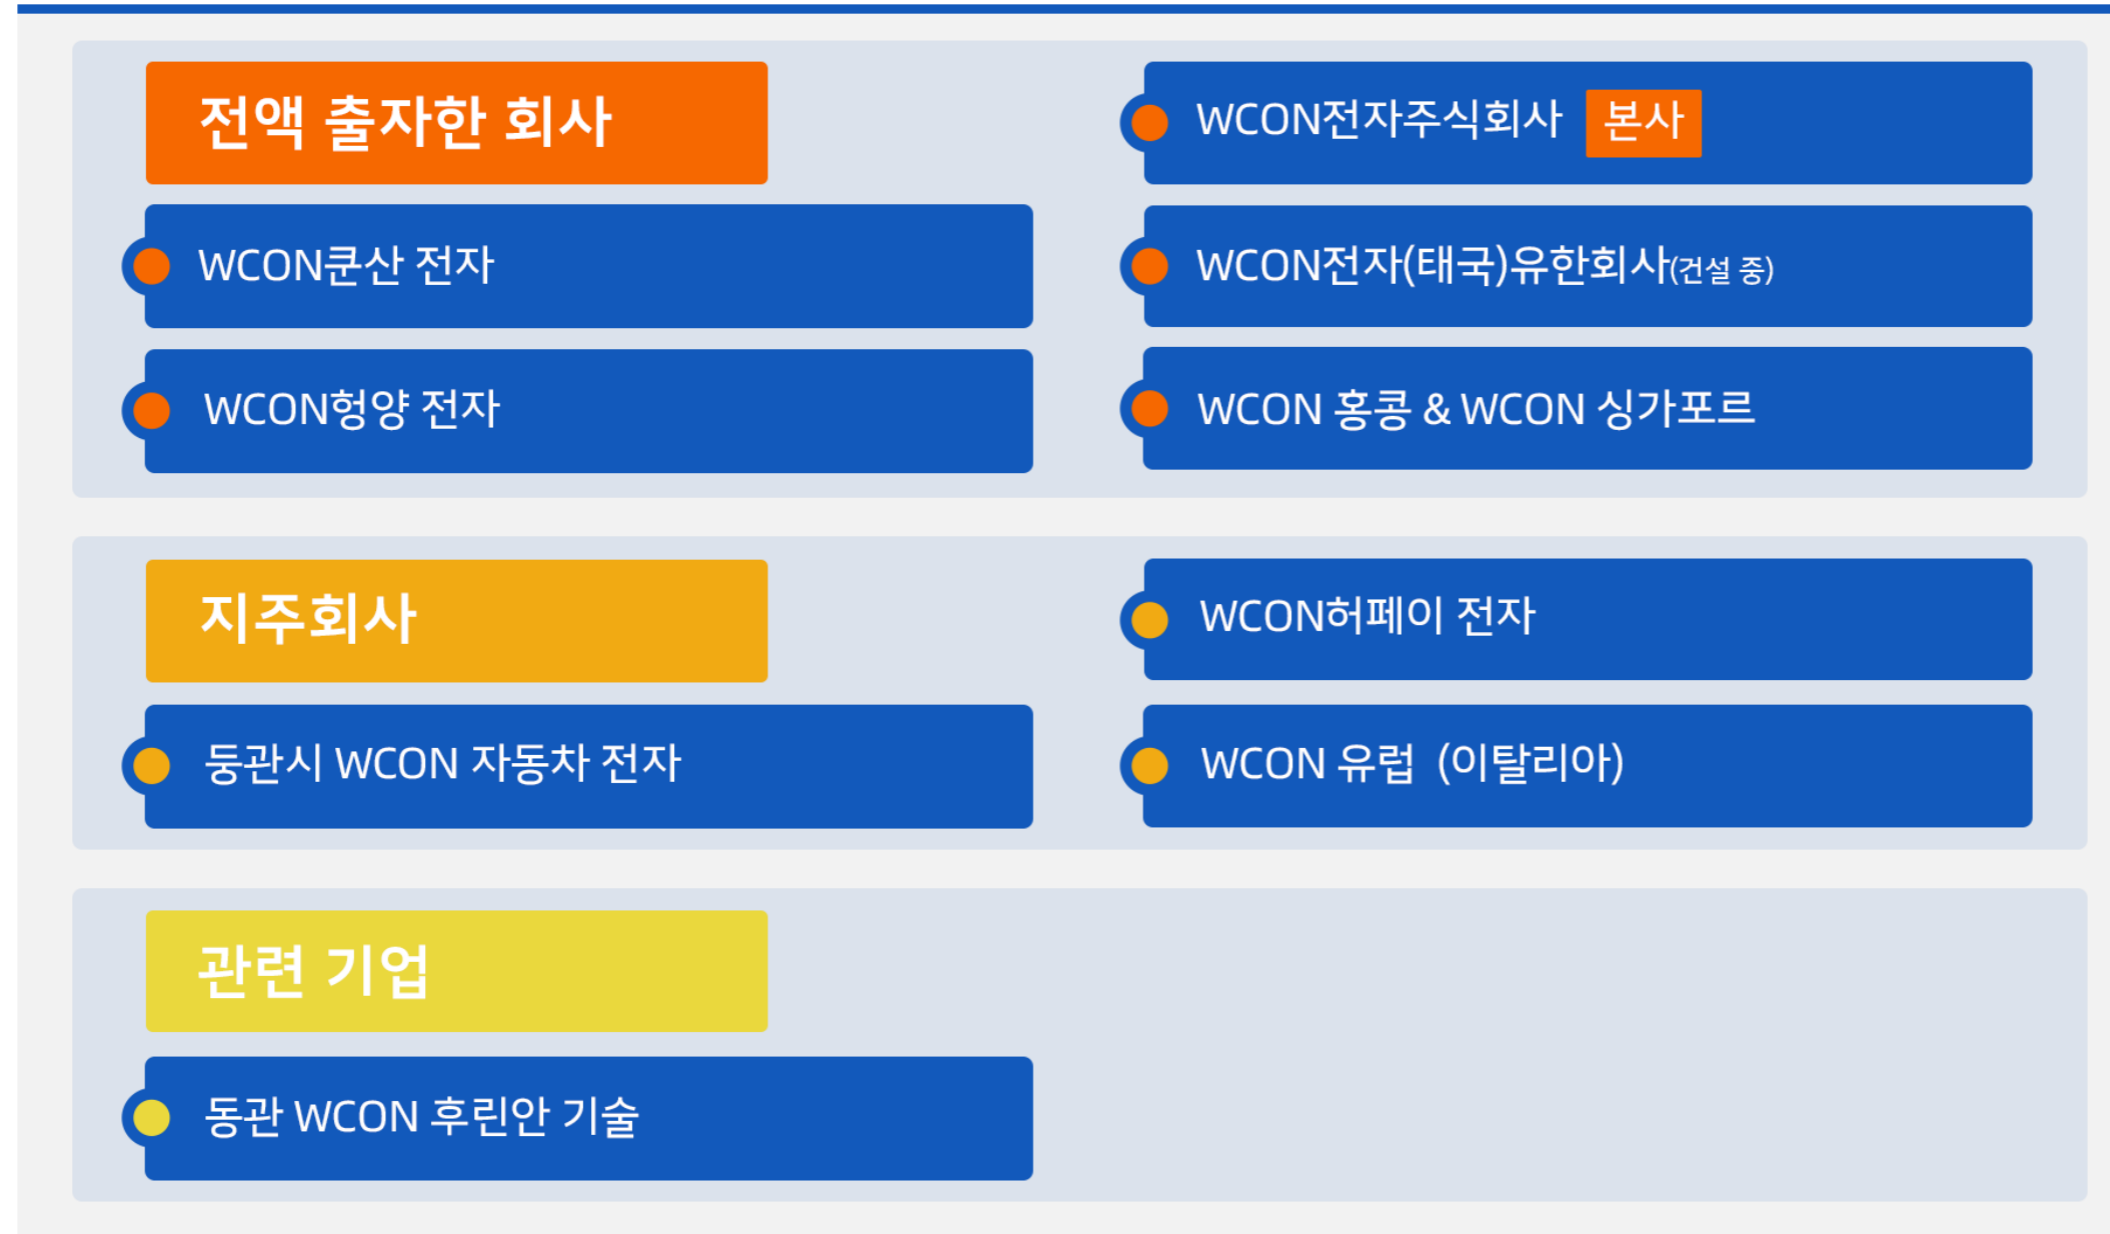 전액 출자한 회사
WCON전자주식회사 본사
WCON쿤산 전자
WCON전자(태국)유한회사(건설 중)
WCON헝양 전자
WCON 홍콩 & WCON 싱가포르
지주회사
WCON허페이 전자
둥관시 WCON 자동차 전자
WCON 유럽 (이탈리아)
관련 기업
동관 WCON 후린안 기술